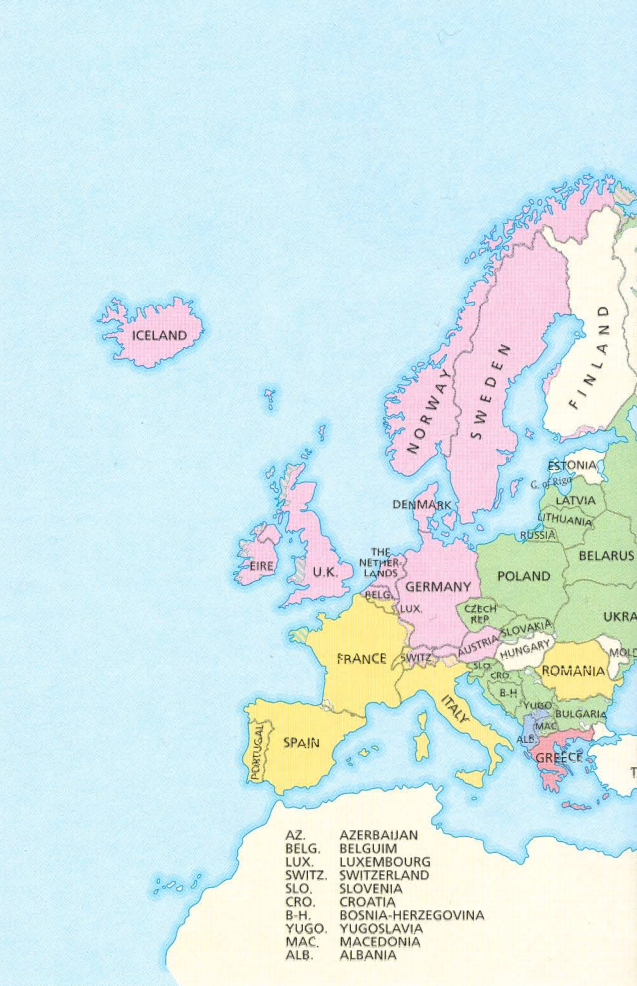 ICELAND
NORWAY
SWEDEN
FINLAND
ESTONIA
G. of Riga
LATVIA
LITHUANIA
RUSSIA
DENMARK
BELARUS
EIRE
U.K.
THE
NETHER-
LANDS
BELG.
GERMANY
POLAND
LUX.
CZECH
REP.
SLOVAKIA
UKRA
FRANCE
SWITZ.
AUSTRIA
HUNGARY
MOLD
SLO.
CRO.
ROMANIA
B-H
ITALY
YUGO.
BULGARIA
MAC.
ALB.
PORTUGAL
SPAIN
GREECE
T
AZ. AZERBAIJAN
BELG. BELGUIM
LUX. LUXEMBOURG
SWITZ. SWITZERLAND
SLO. SLOVENIA
CRO. CROATIA
B-H. BOSNIA-HERZEGOVINA
YUGO. YUGOSLAVIA
MAC. MACEDONIA
ALB. ALBANIA